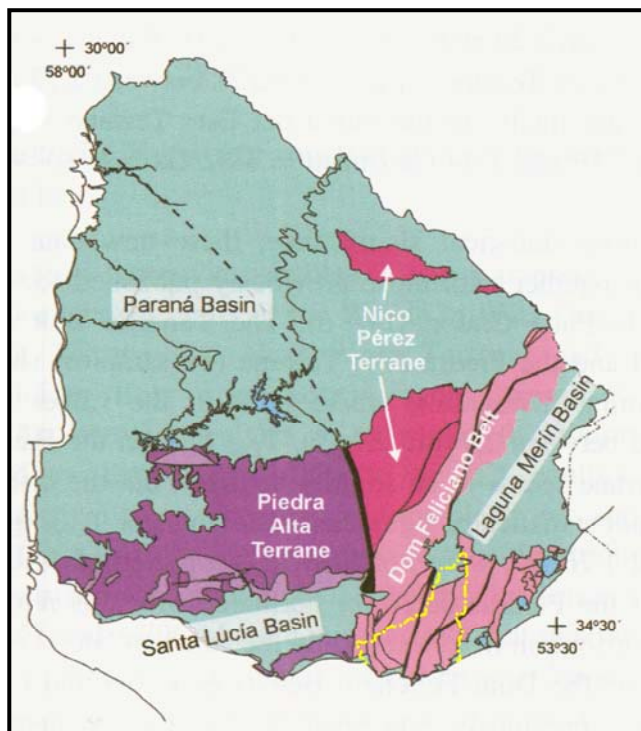 30°00´
58°00´
Paraná Basin
Nico
Pérez
Terrane
Laguna Merín Basin
Dom Feliciano Belt
Piedra
Alta
Terrane
Santa Lucía Basin
34°30´
53°30´